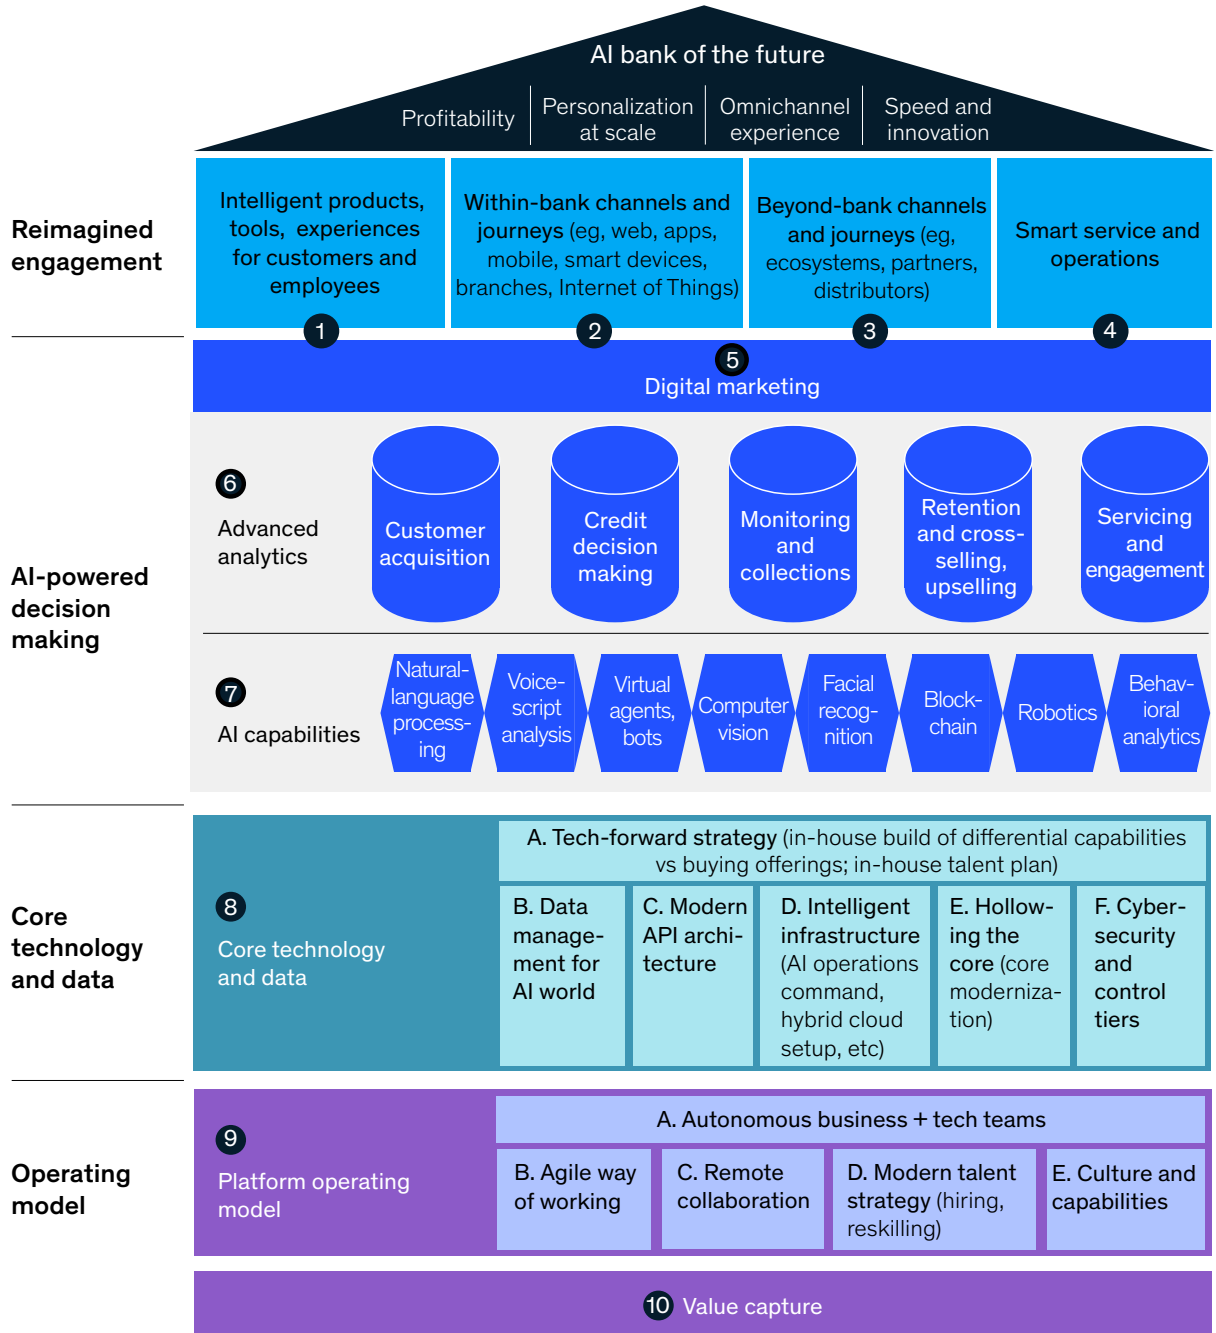 AI bank of the future
Profitability
Personalization
at scale
Omnichannel
experience
Speed and
innovation
Reimagined
engagement
Intelligent products,
tools, experiences
for customers and
employees
1
Within-bank channels and
journeys (eg, web, apps,
mobile, smart devices,
branches, Internet of Things)
2
Beyond-bank channels
and journeys (eg,
ecosystems, partners,
distributors)
3
Smart service and
operations
4
AI-powered
decision
making
5
Digital marketing
6
Advanced
analytics
Customer
acquisition
Credit
decision
making
Monitoring
and
collections
Retention
and cross-
selling,
upselling
Servicing
and
engagement
7
AI capabilities
Natural-
language
process-
ing
Voice-
script
analysis
Virtual
agents,
bots
Computer
vision
Facial
recog-
nition
Block-
chain
Robotics
Behav-
ioral
analytics
Core
technology
and data
8
Core technology
and data
A. Tech-forward strategy (in-house build of differential capabilities
vs buying offerings; in-house talent plan)
B. Data
manage-
ment for
AI world
C. Modern
API archi-
tecture
D. Intelligent
infrastructure
(AI operations
command,
hybrid cloud
setup, etc)
E. Hollow-
ing the
core (core
moderniza-
tion)
F. Cyber-
security
and
control
tiers
Operating
model
9
Platform operating
model
A. Autonomous business + tech teams
B. Agile way
of working
C. Remote
collaboration
D. Modern talent
strategy (hiring,
reskilling)
E. Culture and
capabilities
10 Value capture